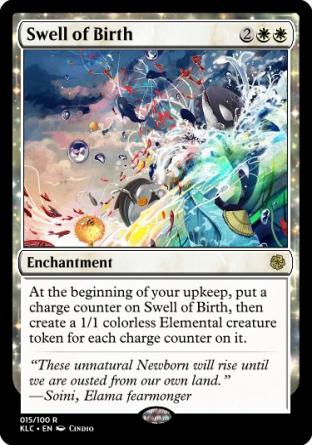 Swell of Birth 2
Enchantment
At the beginning of your upkeep, put a
charge counter on Swell of Birth, then
create a 1/1 colorless Elemental creature
token for each charge counter on it.
“These unnatural Newborn will rise until
we are ousted from our own land.”
—Soini, Elama fearmonger
015/100 R
KLC • EN Cindio